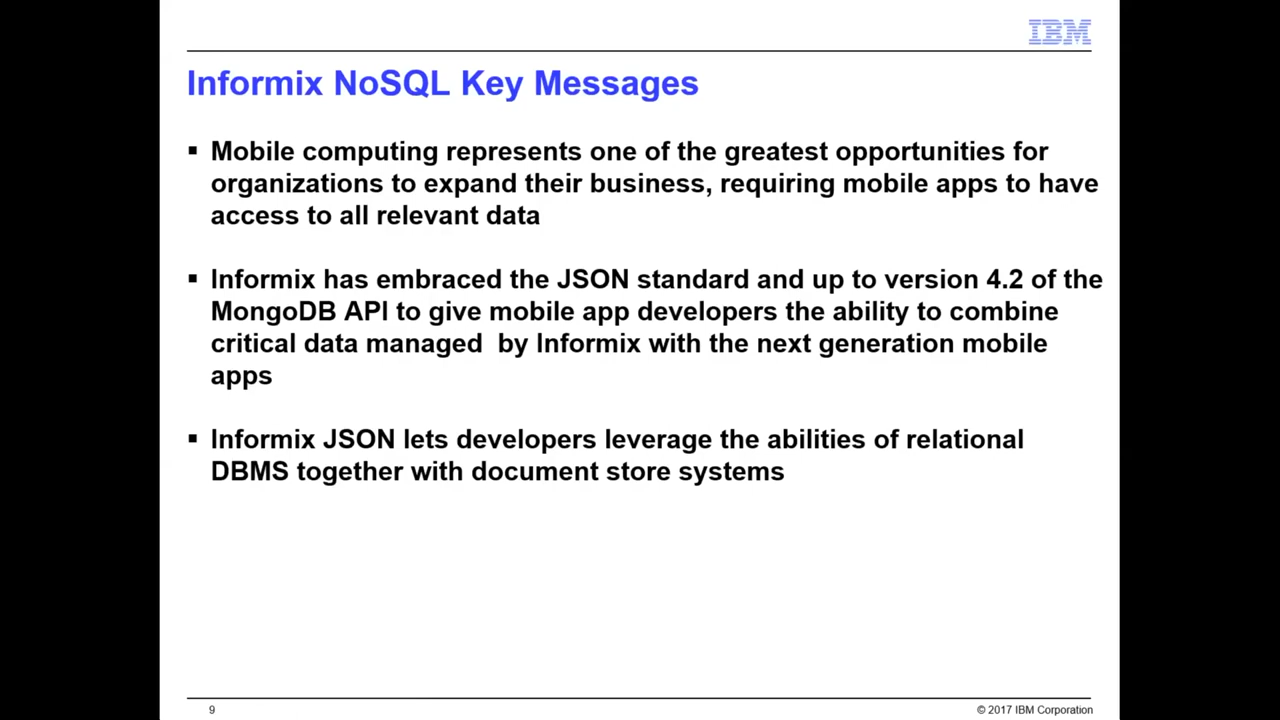 IBM
Informix NoSQL Key Messages
▪ Mobile computing represents one of the greatest opportunities for
organizations to expand their business, requiring mobile apps to have
access to all relevant data
▪ Informix has embraced the JSON standard and up to version 4.2 of the
MongoDB API to give mobile app developers the ability to combine
critical data managed  by Informix with the next generation mobile
apps
▪ Informix JSON lets developers leverage the abilities of relational
DBMS together with document store systems
9
© 2017 IBM Corporation